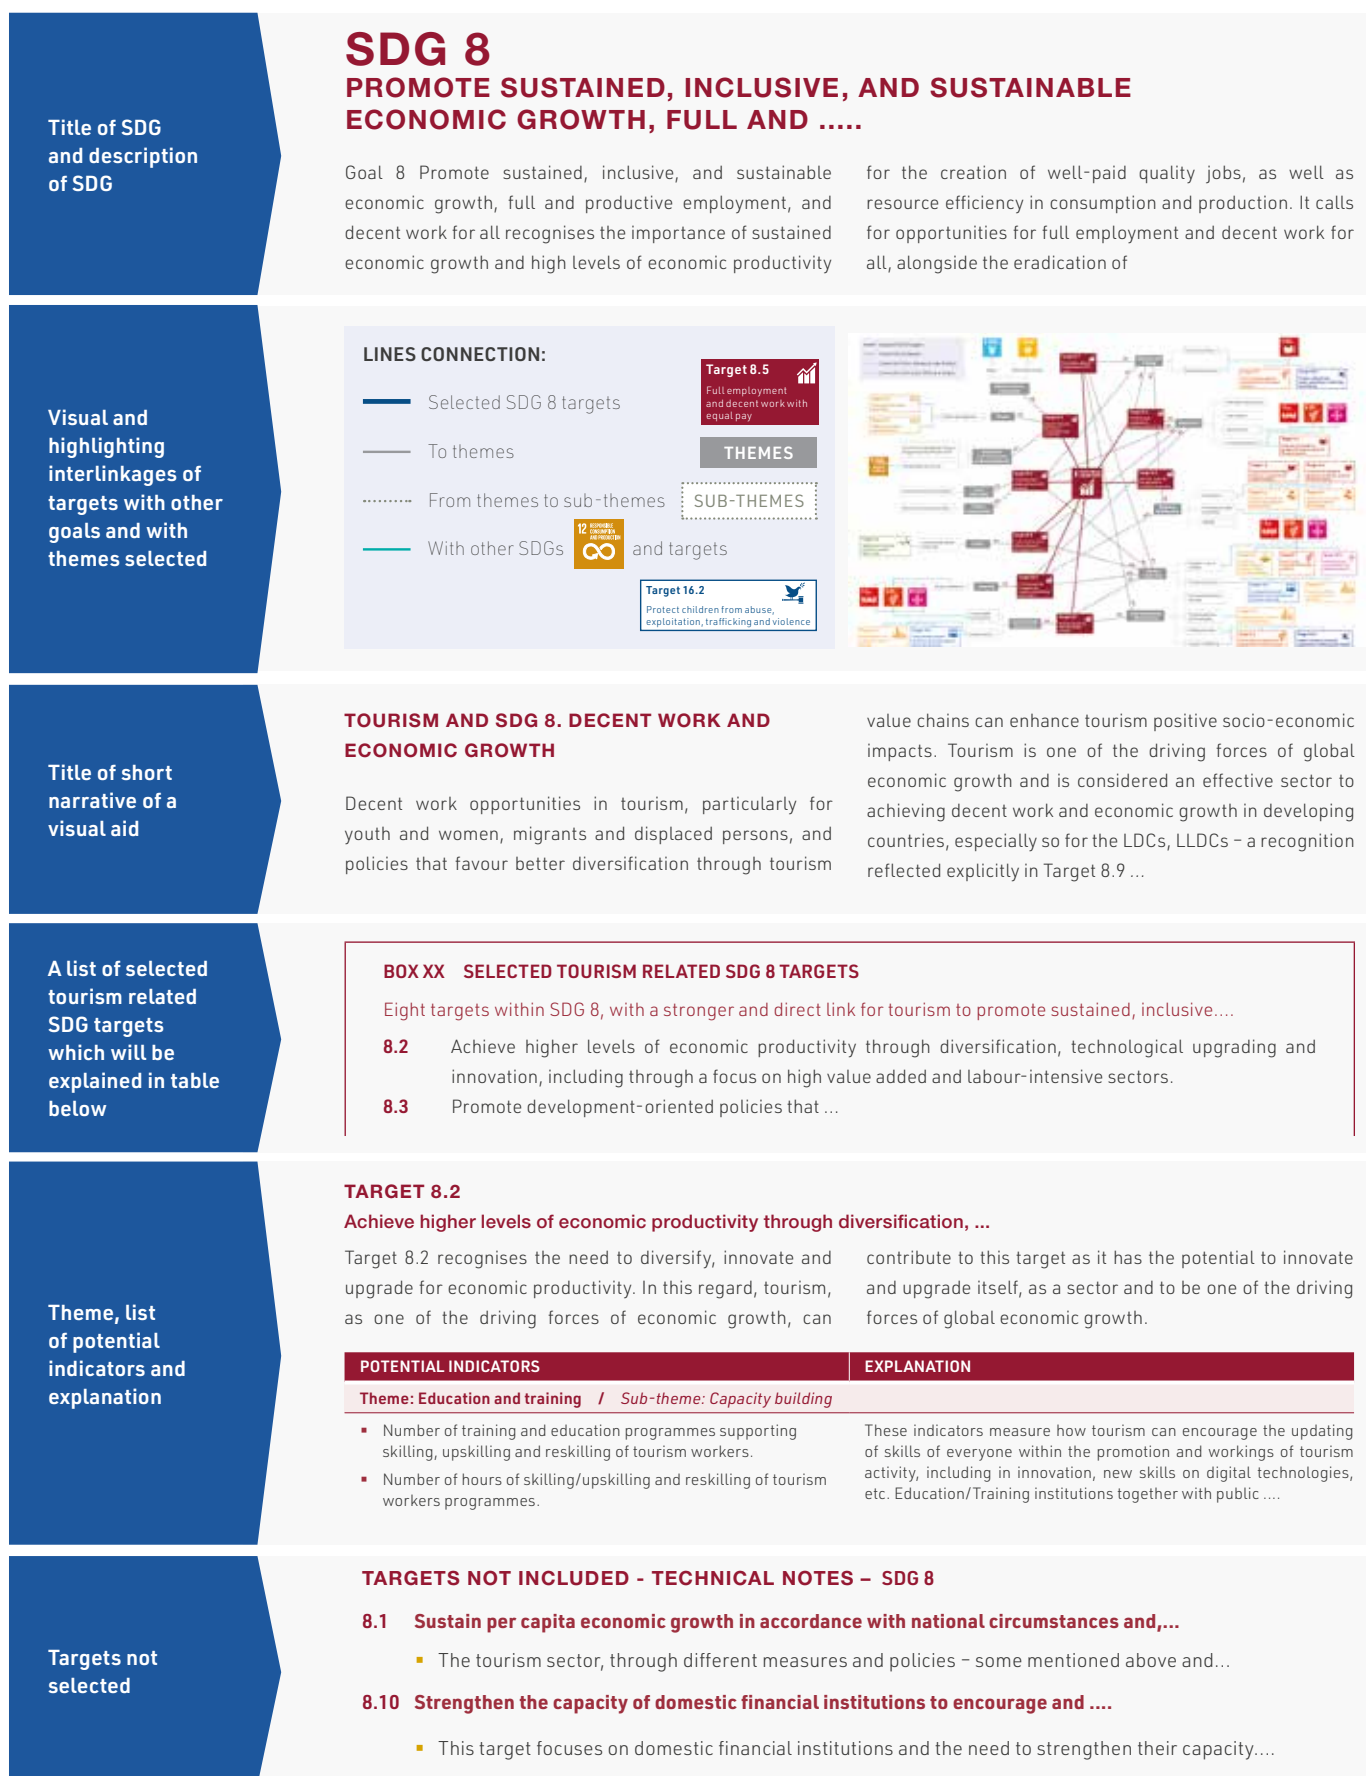 Title of SDG
and description
of SDG
SDG 8
PROMOTE SUSTAINED, INCLUSIVE, AND SUSTAINABLE
ECONOMIC GROWTH, FULL AND .....
Goal 8 Promote sustained, inclusive, and sustainable
economic growth, full and productive employment, and
decent work for all recognises the importance of sustained
economic growth and high levels of economic productivity
for the creation of well-paid quality jobs, as well as
resource efficiency in consumption and production. It calls
for opportunities for full employment and decent work for
all, alongside the eradication of
Visual and
highlighting
interlinkages of
targets with other
goals and with
themes selected
LINES CONNECTION:
Selected SDG 8 targets
Target 8.5
Full employment
and decent work with
equal pay
To themes
THEMES
From themes to sub-themes
SUB-THEMES
With other SDGs
12 RESPONSIBLE
CONSUMPTION
AND PRODUCTION
and targets
Target 16.2
Protect children from abuse,
exploitation, trafficking and violence
Title of short
narrative of a
visual aid
TOURISM AND SDG 8. DECENT WORK AND
ECONOMIC GROWTH
Decent work opportunities in tourism, particularly for
youth and women, migrants and displaced persons, and
policies that favour better diversification through tourism
value chains can enhance tourism positive socio-economic
impacts. Tourism is one of the driving forces of global
economic growth and is considered an effective sector to
achieving decent work and economic growth in developing
countries, especially so for the LDCs, LLDCs – a recognition
reflected explicitly in Target 8.9 ...
A list of selected
tourism related
SDG targets
which will be
explained in table
below
BOX XX SELECTED TOURISM RELATED SDG 8 TARGETS
Eight targets within SDG 8, with a stronger and direct link for tourism to promote sustained, inclusive....
8.2 Achieve higher levels of economic productivity through diversification, technological upgrading and
innovation, including through a focus on high value added and labour-intensive sectors.
8.3 Promote development-oriented policies that ...
Theme, list
of potential
indicators and
explanation
TARGET 8.2
Achieve higher levels of economic productivity through diversification, ...
Target 8.2 recognises the need to diversify, innovate and
upgrade for economic productivity. In this regard, tourism,
as one of the driving forces of economic growth, can
contribute to this target as it has the potential to innovate
and upgrade itself, as a sector and to be one of the driving
forces of global economic growth.
POTENTIAL INDICATORS EXPLANATION
Theme: Education and training / Sub-theme: Capacity building
▪ Number of training and education programmes supporting
skilling, upskilling and reskilling of tourism workers.
▪ Number of hours of skilling/upskilling and reskilling of tourism
workers programmes.
These indicators measure how tourism can encourage the updating
of skills of everyone within the promotion and workings of tourism
activity, including in innovation, new skills on digital technologies,
etc. Education/Training institutions together with public ....
Targets not
selected
TARGETS NOT INCLUDED - TECHNICAL NOTES – SDG 8
8.1 Sustain per capita economic growth in accordance with national circumstances and,...
▪ The tourism sector, through different measures and policies – some mentioned above and...
8.10 Strengthen the capacity of domestic financial institutions to encourage and ....
▪ This target focuses on domestic financial institutions and the need to strengthen their capacity....